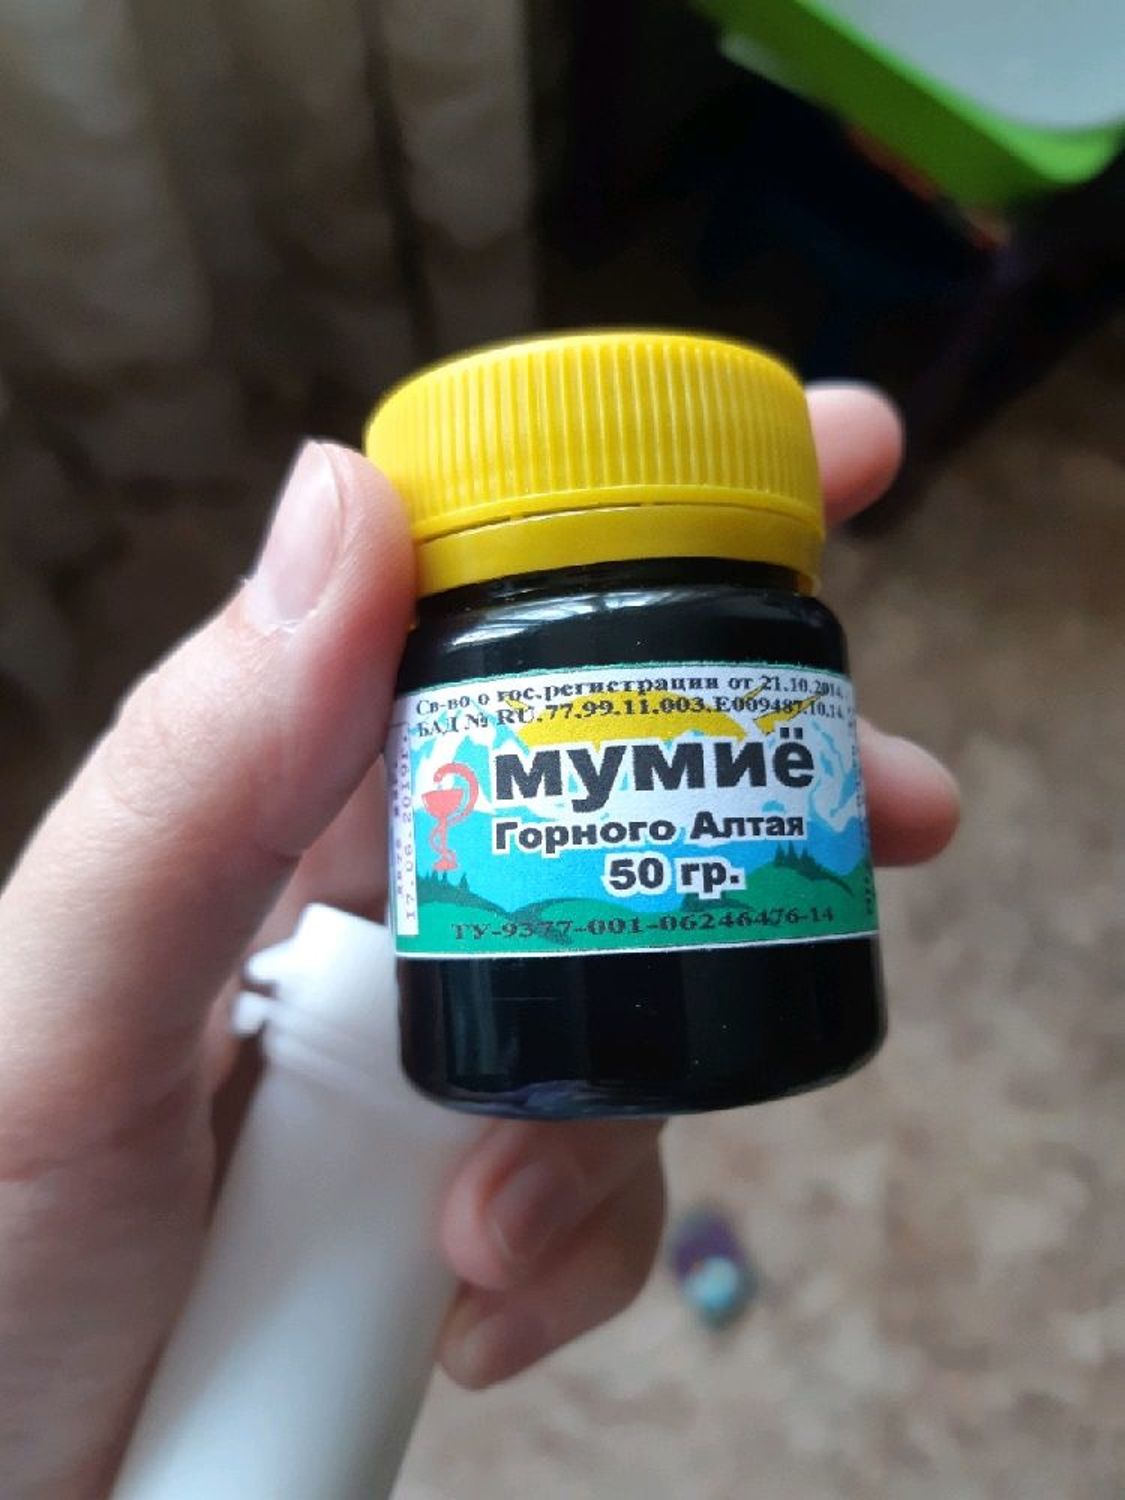 Св-во о гос.регистрации от 21.10.2014.
БАД № RU.77.99.11.003.Е009487.10.14.
мумиё
Горного Алтая
50 гр.
ТУ-9377-001-06246476-14